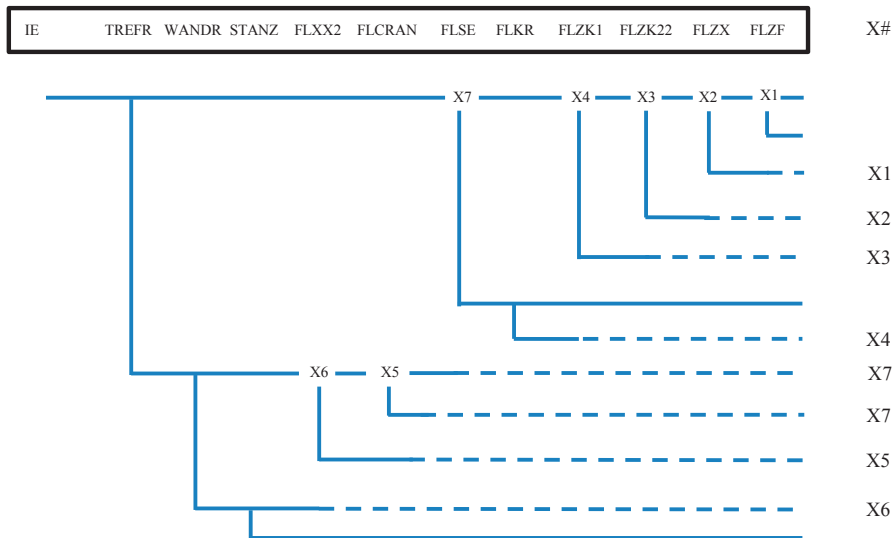 IE TREFR WANDR STANZ FLXX2 FLCRAN FLSE FLKR FLZK1 FLZK22 FLZX FLZF X#
X7 X4 X3 X2 X1
X1
X2
X3
X4
X6 X5 X7
X7
X5
X6